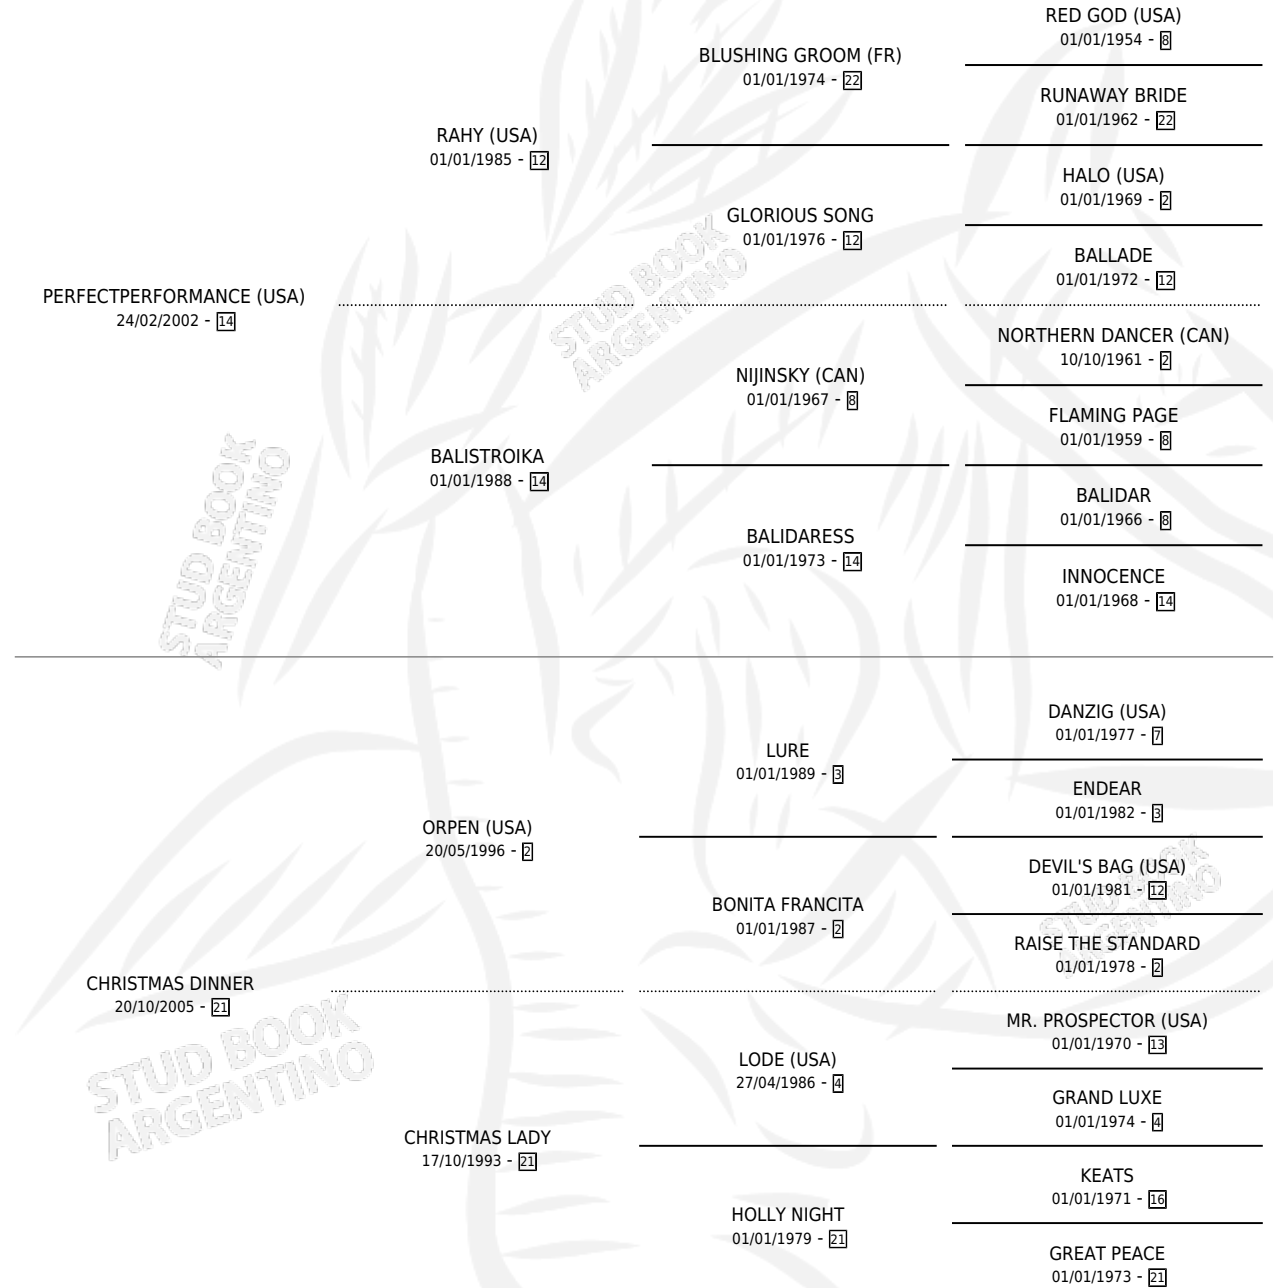 RED GOD (USA)
01/01/1954 - 8
BLUSHING GROOM (FR)
01/01/1974 - 22
RUNAWAY BRIDE
01/01/1962 - 22
RAHY (USA)
01/01/1985 - 12
HALO (USA)
01/01/1969 - 2
GLORIOUS SONG
01/01/1976 - 12
BALLADE
01/01/1972 - 12
PERFECTPERFORMANCE (USA)
24/02/2002 - 14
STUD BOOK
ARGENTINO
NORTHERN DANCER (CAN)
10/10/1961 - 2
NIJINSKY (CAN)
01/01/1967 - 8
FLAMING PAGE
01/01/1959 - 8
BALISTROIKA
01/01/1988 - 14
BALIDAR
01/01/1966 - 8
BALIDARESS
01/01/1973 - 14
INNOCENCE
01/01/1968 - 14
STUD BOOK
ARGENTINO
DANZIG (USA)
01/01/1977 - 7
LURE
01/01/1989 - 3
ENDEAR
01/01/1982 - 3
ORPEN (USA)
20/05/1996 - 2
DEVIL'S BAG (USA)
01/01/1981 - 12
BONITA FRANCITA
01/01/1987 - 2
STUD BOOK
ARGENTINO
RAISE THE STANDARD
01/01/1978 - 2
CHRISTMAS DINNER
20/10/2005 - 21
MR. PROSPECTOR (USA)
01/01/1970 - 13
LODE (USA)
27/04/1986 - 4
STUD BOOK
ARGENTINO
GRAND LUXE
01/01/1974 - 4
CHRISTMAS LADY
17/10/1993 - 21
KEATS
01/01/1971 - 16
HOLLY NIGHT
01/01/1979 - 21
GREAT PEACE
01/01/1973 - 21